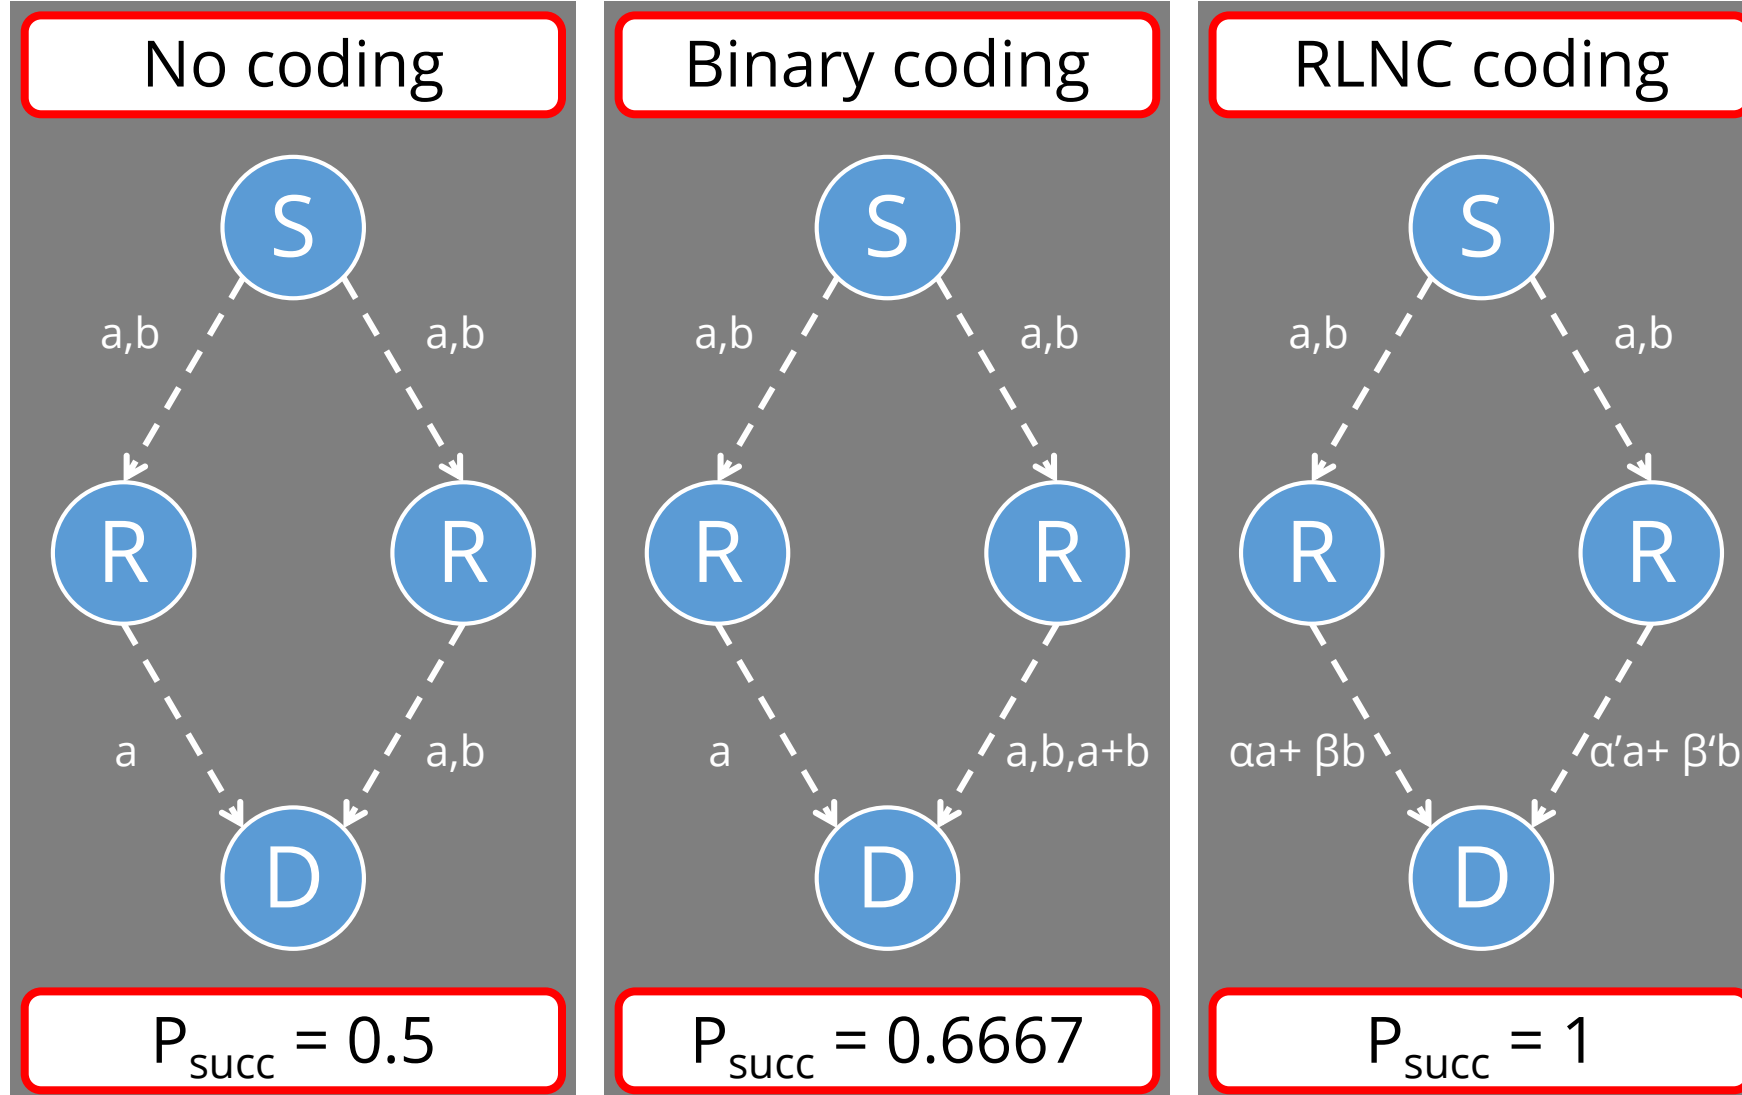 No coding
S
a,b
a,b
R
R
a
a,b
D
Psucc = 0.5
Binary coding
S
a,b
a,b
R
R
a
a,b,a+b
D
Psucc = 0.6667
RLNC coding
S
a,b
a,b
R
R
αa+ βb
α’a+ β‘b
D
Psucc = 1